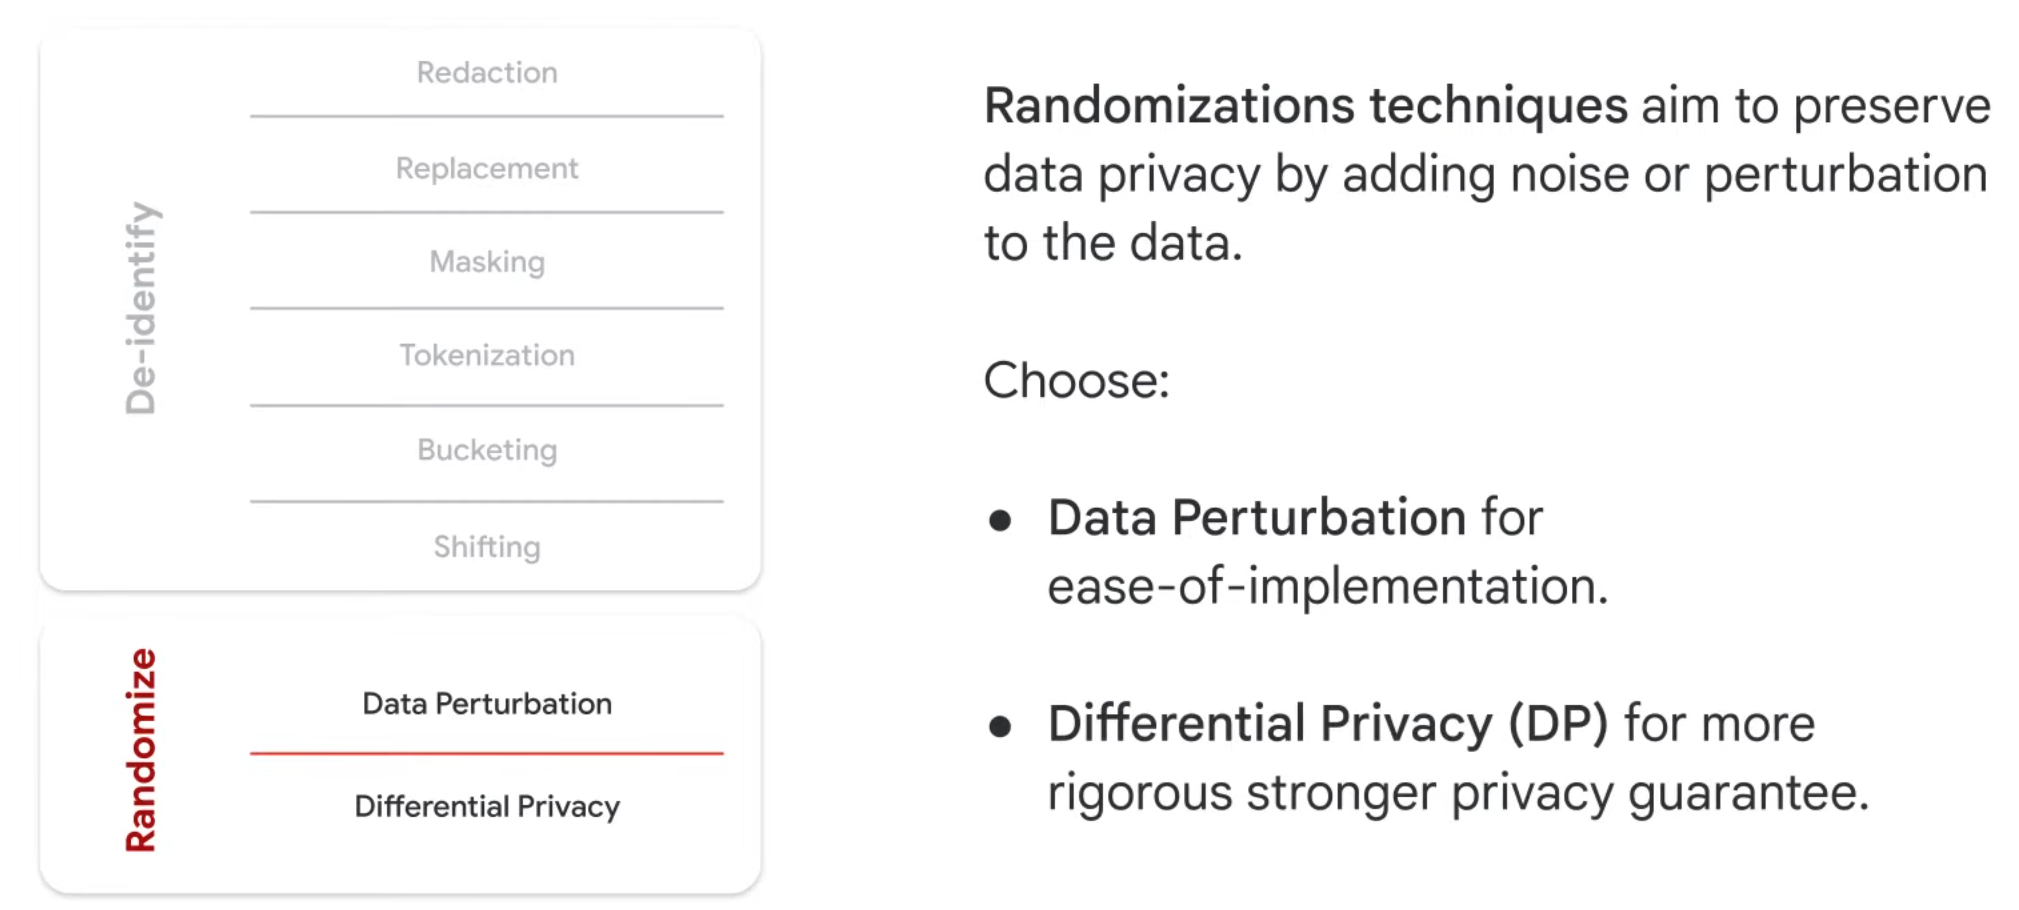 De-identify
Redaction
Replacement
Masking
Tokenization
Bucketing
Shifting
Randomize
Data Perturbation
Differential Privacy
Randomizations techniques aim to preserve
data privacy by adding noise or perturbation
to the data.
Choose:
● Data Perturbation for
ease-of-implementation.
● Differential Privacy (DP) for more
rigorous stronger privacy guarantee.